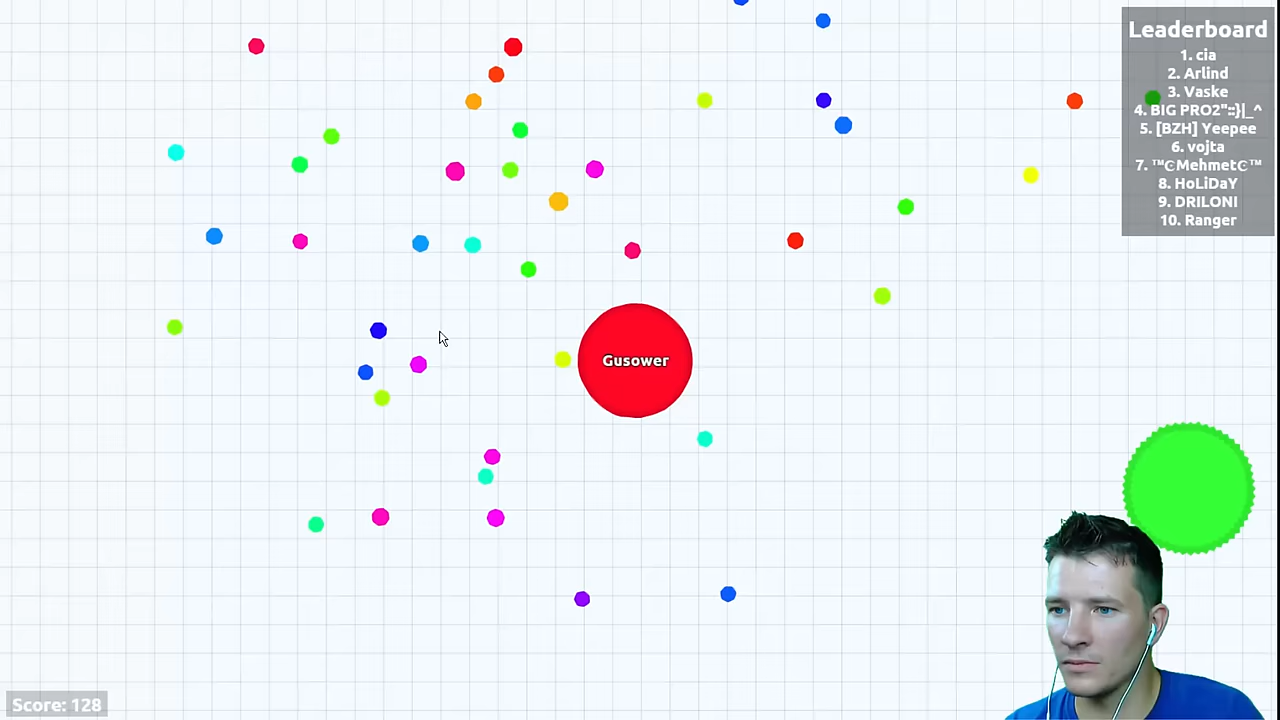 Leaderboard
1. cia
2. Arlind
3. Vaske
4. BIG PRO2"::}|_^
5. [BZH] Yeepee
6. vojta
7. ™☪Mehmet☪™
8. HoLiDaY
9. DRILONI
10. Ranger
Gusower
Score: 128